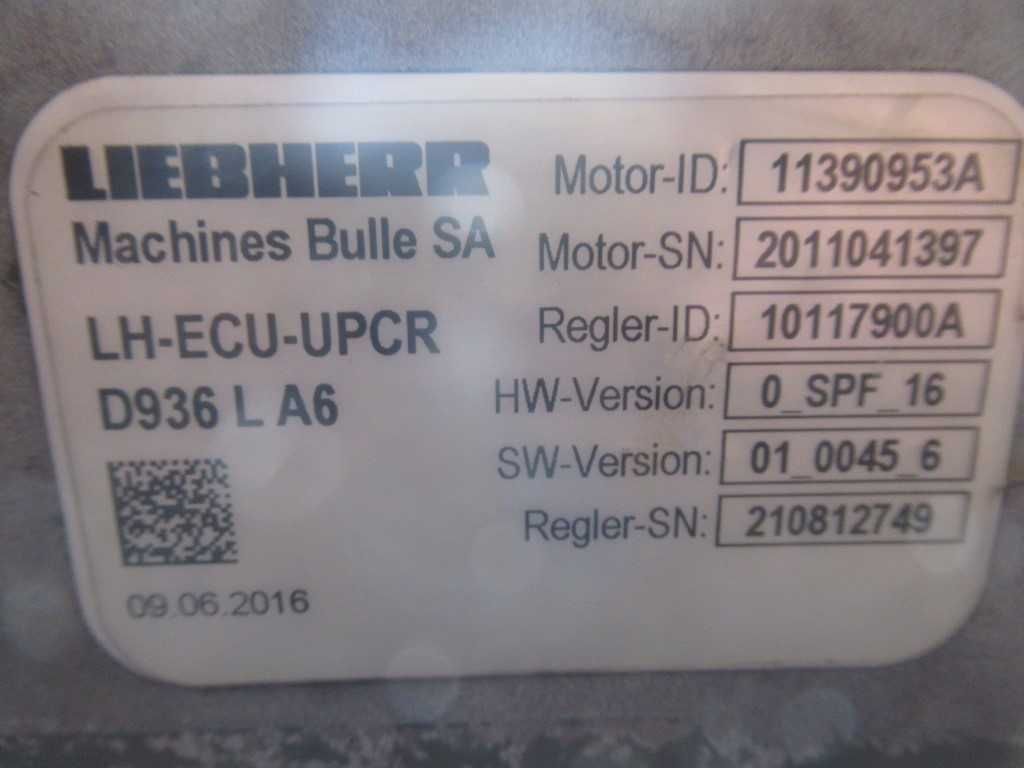 LIEBHERR
Machines Bulle SA
LH-ECU-UPCR
D936 L A6
09.06.2016
Motor-ID: 11390953A
Motor-SN: 2011041397
Regler-ID: 10117900A
HW-Version: 0_SPF_16
SW-Version: 01_0045_6
Regler-SN: 210812749